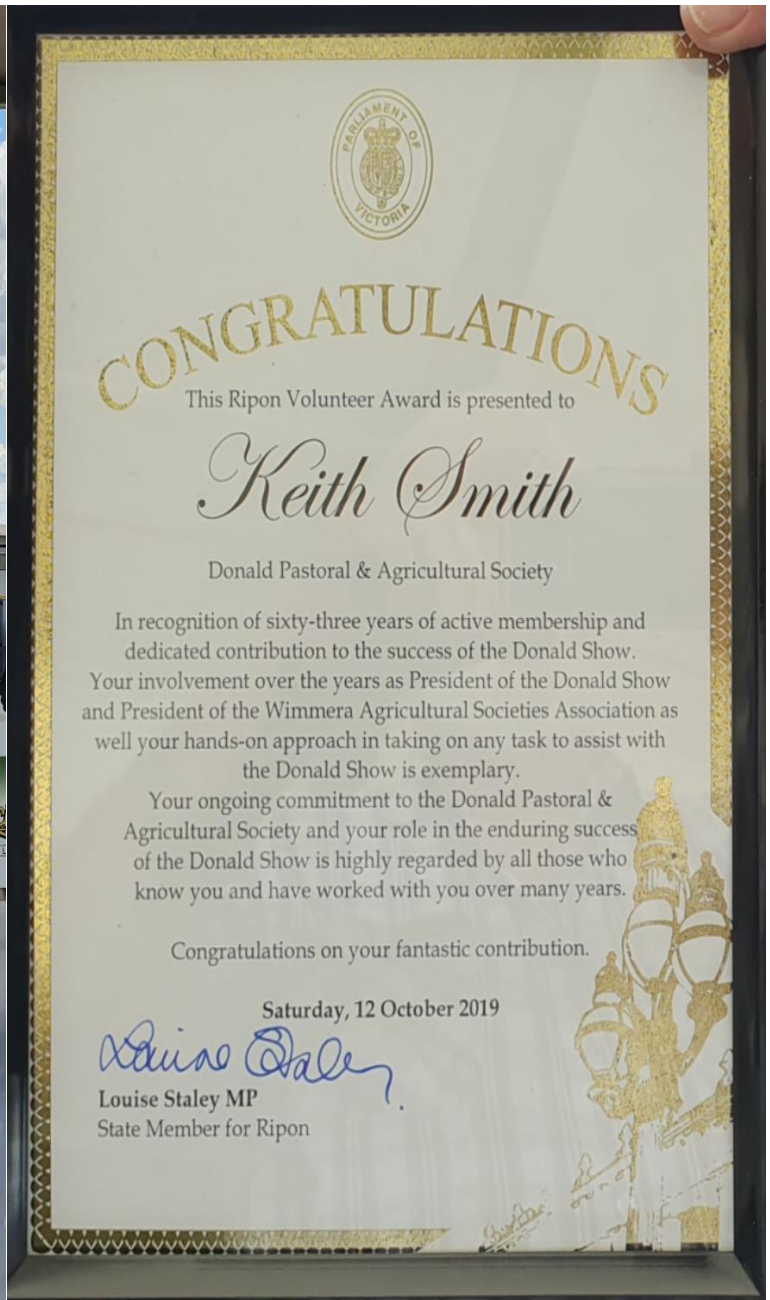 PARLIAMENT OF
VICTORIA
CONGRATULATIONS
This Ripon Volunteer Award is presented to
Keith Smith
Donald Pastoral & Agricultural Society
In recognition of sixty-three years of active membership and
dedicated contribution to the success of the Donald Show.
Your involvement over the years as President of the Donald Show
and President of the Wimmera Agricultural Societies Association as
well your hands-on approach in taking on any task to assist with
the Donald Show is exemplary.
Your ongoing commitment to the Donald Pastoral &
Agricultural Society and your role in the enduring success
of the Donald Show is highly regarded by all those who
know you and have worked with you over many years.
Congratulations on your fantastic contribution.
Saturday, 12 October 2019
Louise Staley
Louise Staley MP
State Member for Ripon